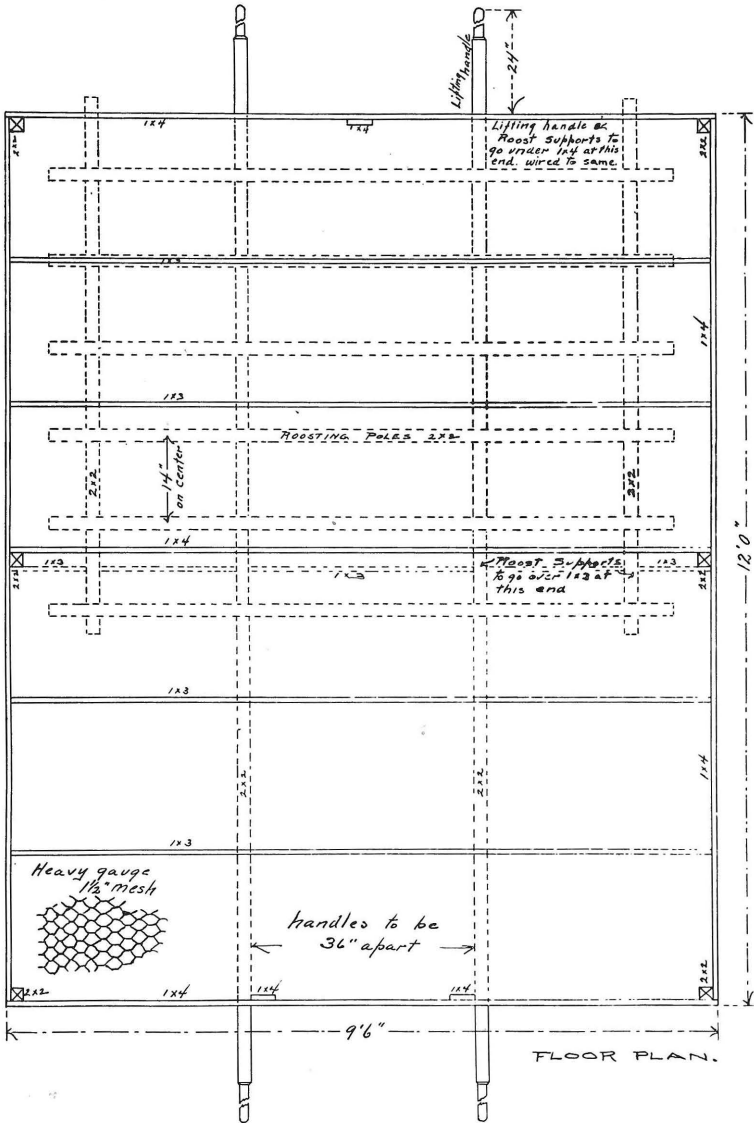 Lifting handle
24"
1x4
1x4
Lifting handle &
Roost Supports to
go under 1x4 at this
end. wired to same
2x2
2x2
1x3
1x4
1x3
ROOSTING POLES 2x2
14"
on center
2x2
2x2
12'0"
1x4
1x3
1x3
1x3
Roost Supports
to go over 1x3 at
this end
2x2
2x2
1x3
2x2
2x2
1x4
1x3
Heavy gauge
1½" mesh
handles to be
36" apart
2x2
1x4
1x4
1x4
2x2
9'6"
FLOOR PLAN.